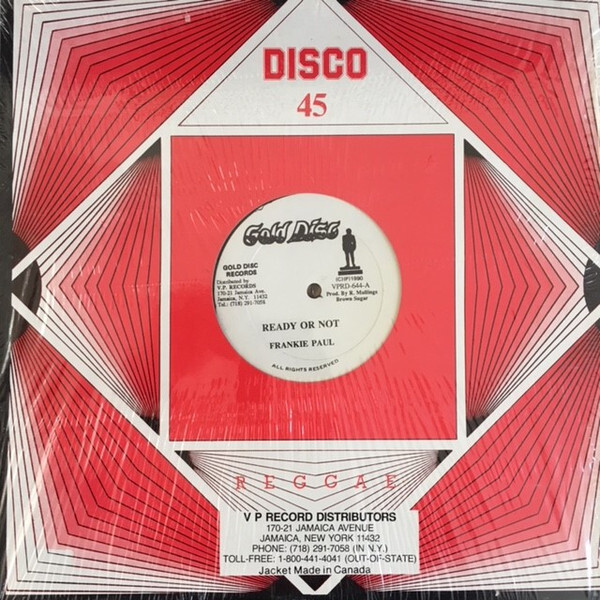 DISCO
45
Gold Disc
GOLD DISC
RECORDS
Distributed by
V.P. RECORDS
170-21 Jamaica Ave.
Jamaica, N.Y. 11432
Tel.: (718) 291-7058
(CHP)1990
VPRD-644-A
Prod. By R. Mullings
Brown Sugar
READY OR NOT
FRANKIE PAUL
ALL RIGHTS RESERVED
REGGAE
V P RECORD DISTRIBUTORS
170-21 JAMAICA AVENUE
JAMAICA, NEW YORK 11432
PHONE: (718) 291-7058 (IN N.Y.)
TOLL-FREE: 1-800-441-4041 (OUT-OF-STATE)
Jacket Made in Canada